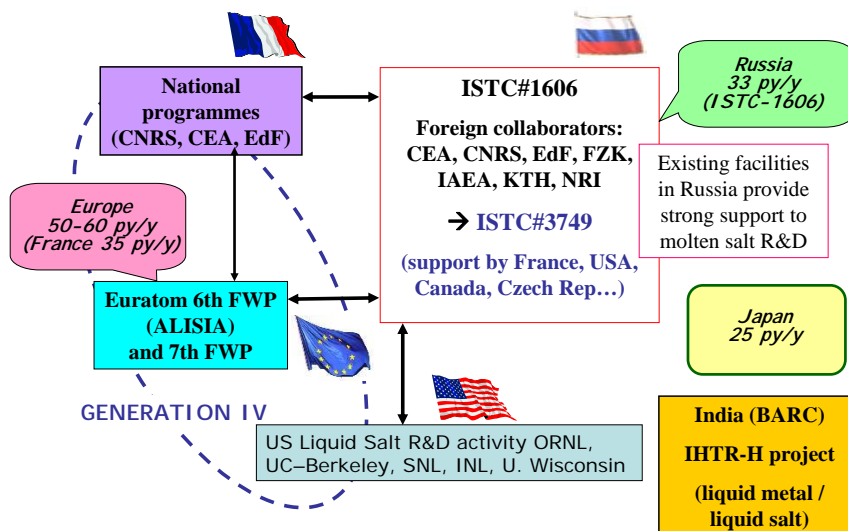 National
programmes
(CNRS, CEA, EdF)
ISTC#1606
Foreign collaborators:
CEA, CNRS, EdF, FZK,
IAEA, KTH, NRI
→ ISTC#3749
(support by France, USA,
Canada, Czech Rep…)
Russia
33 py/y
(ISTC-1606)
Existing facilities
in Russia provide
strong support to
molten salt R&D
Europe
50-60 py/y
(France 35 py/y)
Euratom 6th FWP
(ALISIA)
and 7th FWP
Japan
25 py/y
GENERATION IV
US Liquid Salt R&D activity ORNL,
UC–Berkeley, SNL, INL, U. Wisconsin
India (BARC)
IHTR-H project
(liquid metal /
liquid salt)